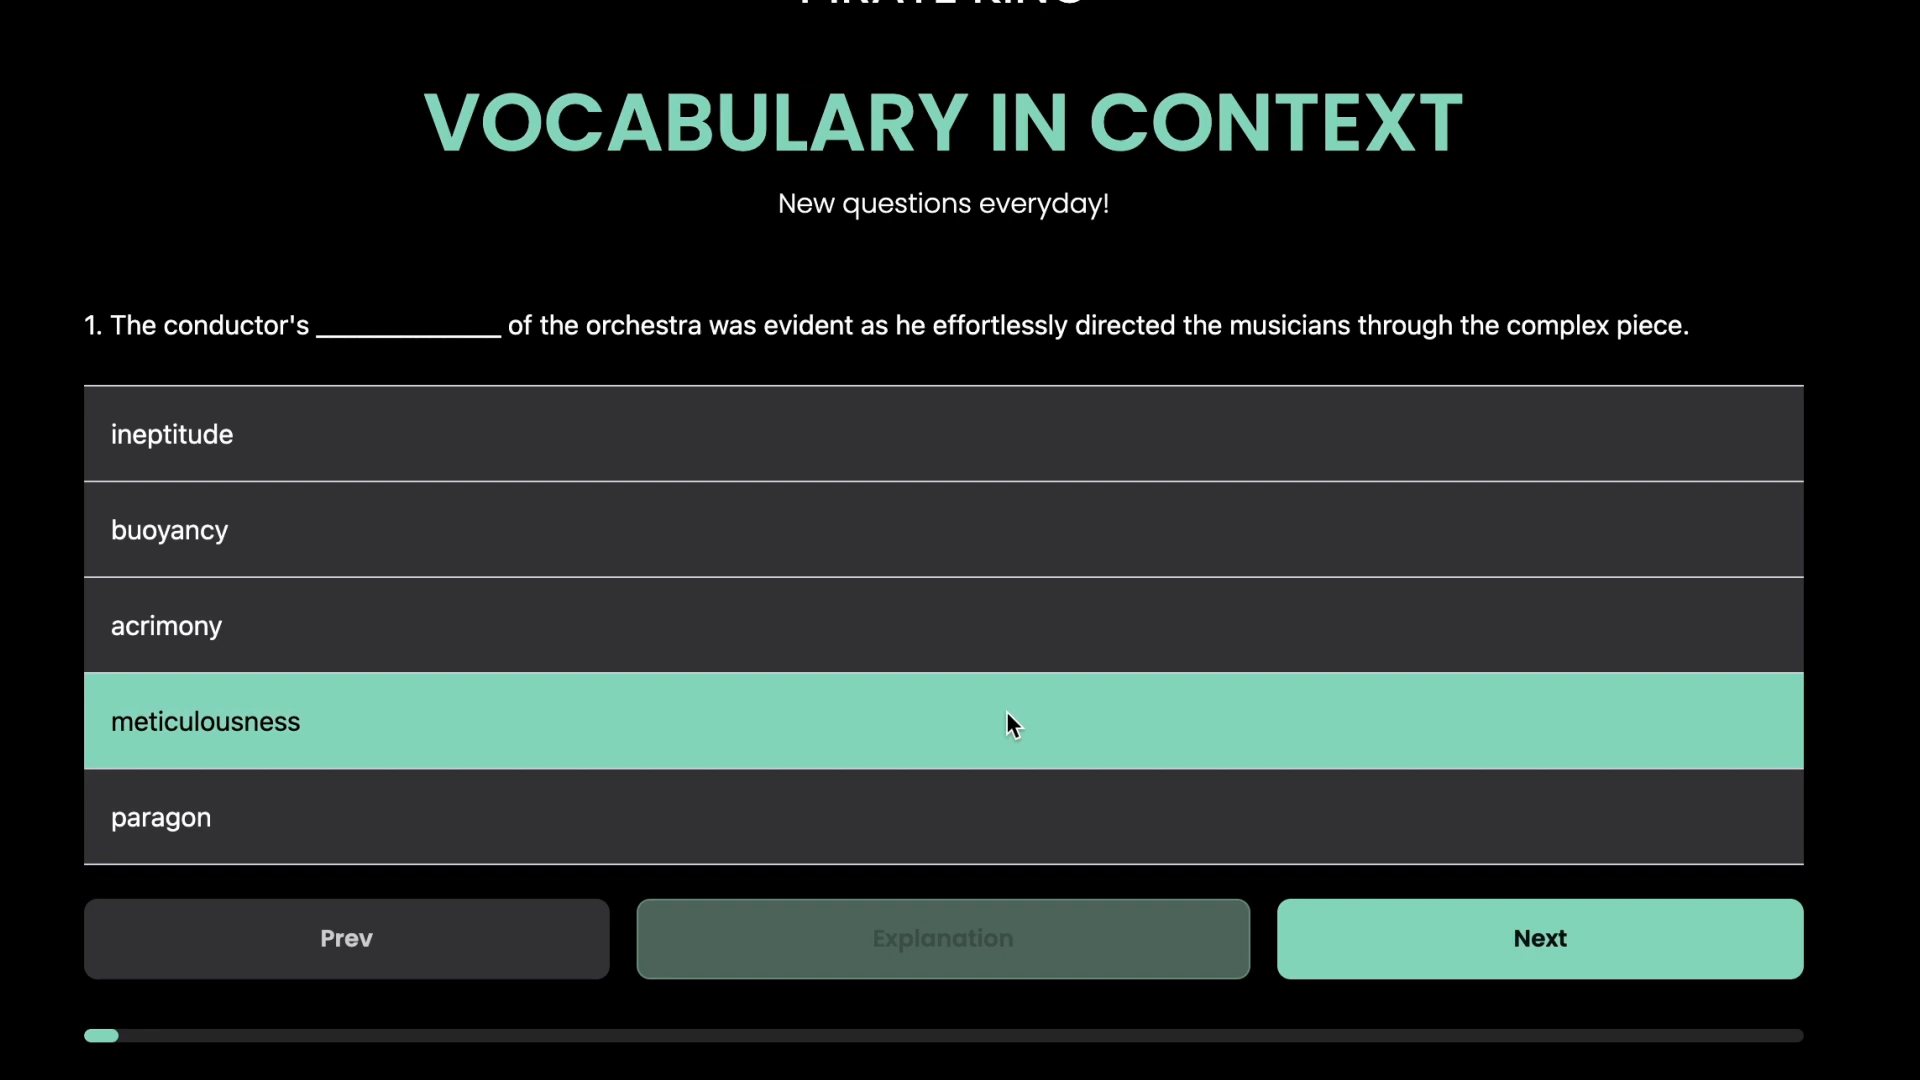 VOCABULARY IN CONTEXT
New questions everyday!
1. The conductor's _____________ of the orchestra was evident as he effortlessly directed the musicians through the complex piece.
ineptitude
buoyancy
acrimony
meticulousness
paragon
Prev
Explanation
Next